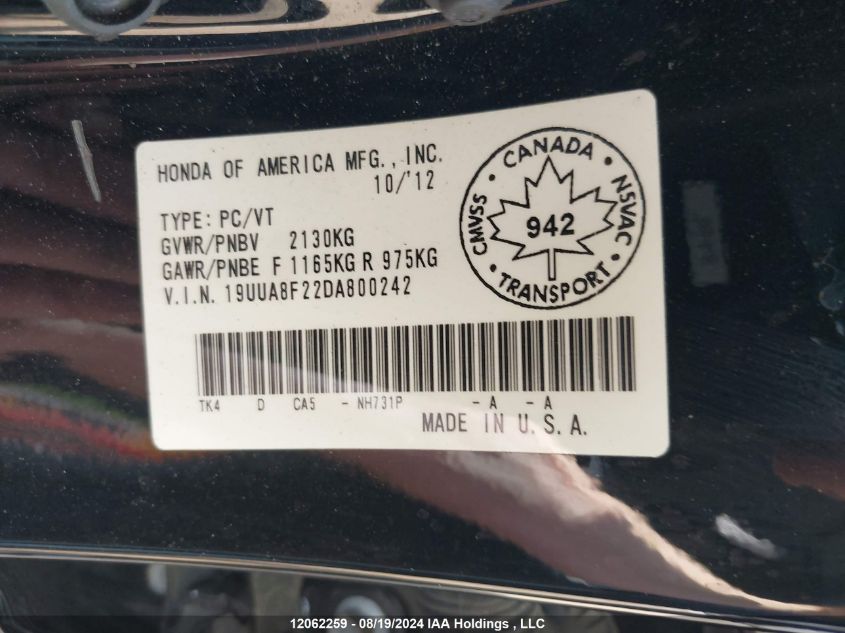 HONDA OF AMERICA MFG., INC.
10/'12
TYPE: PC/VT
GVWR/PNBV 2130KG
GAWR/PNBE F 1165KG R 975KG
V.I.N. 19UUA8F22DA800242
CMVSS • CANADA • NSVAC • TRANSPORT •
942
TK4 D CA5 - NH731P - A - A
MADE IN U.S.A.
12062259 - 08/19/2024 IAA Holdings , LLC